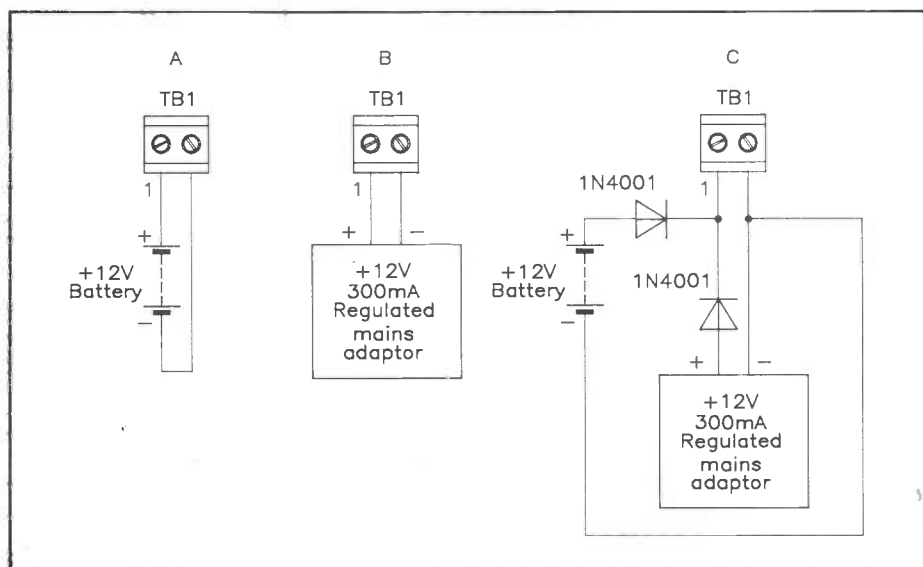 A
TB1
1
+
+12V
Battery
−
B
TB1
1
+ −
+12V
300mA
Regulated
mains
adaptor
C
TB1
1
1N4001
+
+12V
Battery
−
1N4001
+ −
+12V
300mA
Regulated
mains
adaptor